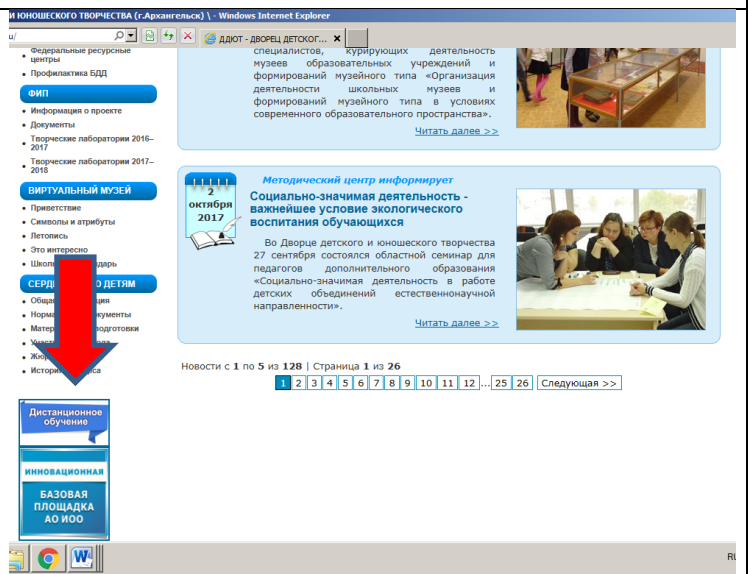 И ЮНОШЕСКОГО ТВОРЧЕСТВА (г.Архангельск) \ - Windows Internet Explorer
u/
ДДЮТ - ДВОРЕЦ ДЕТСКОГ...
Федеральные ресурсные
центры
Профилактика БДД
ФИП
Информация о проекте
Документы
Творческие лаборатории 2016–
2017
Творческие лаборатории 2017–
2018
ВИРТУАЛЬНЫЙ МУЗЕЙ
Приветствие
Символы и атрибуты
Летопись
Это интересно
Школ дарь
СЕРД ДЕТЯМ
Обща ция
Норма кументы
Матер подготовки
Жюр
Истори са
Дистанционное
обучение
ИННОВАЦИОННАЯ
БАЗОВАЯ
ПЛОЩАДКА
АО ИОО
специалистов, курирующих деятельность
музеев образовательных учреждений и
формирований музейного типа «Организация
деятельности школьных музеев и
формирований музейного типа в условиях
современного образовательного пространства».
Читать далее >>
2
октября
2017
Методический центр информирует
Социально-значимая деятельность -
важнейшее условие экологического
воспитания обучающихся
Во Дворце детского и юношеского творчества
27 сентября состоялся областной семинар для
педагогов дополнительного образования
«Социально-значимая деятельность в работе
детских объединений естественнонаучной
направленности».
Читать далее >>
Новости с 1 по 5 из 128 | Страница 1 из 26
1 2 3 4 5 6 7 8 9 10 11 12 ... 25 26 Следующая >>
RU